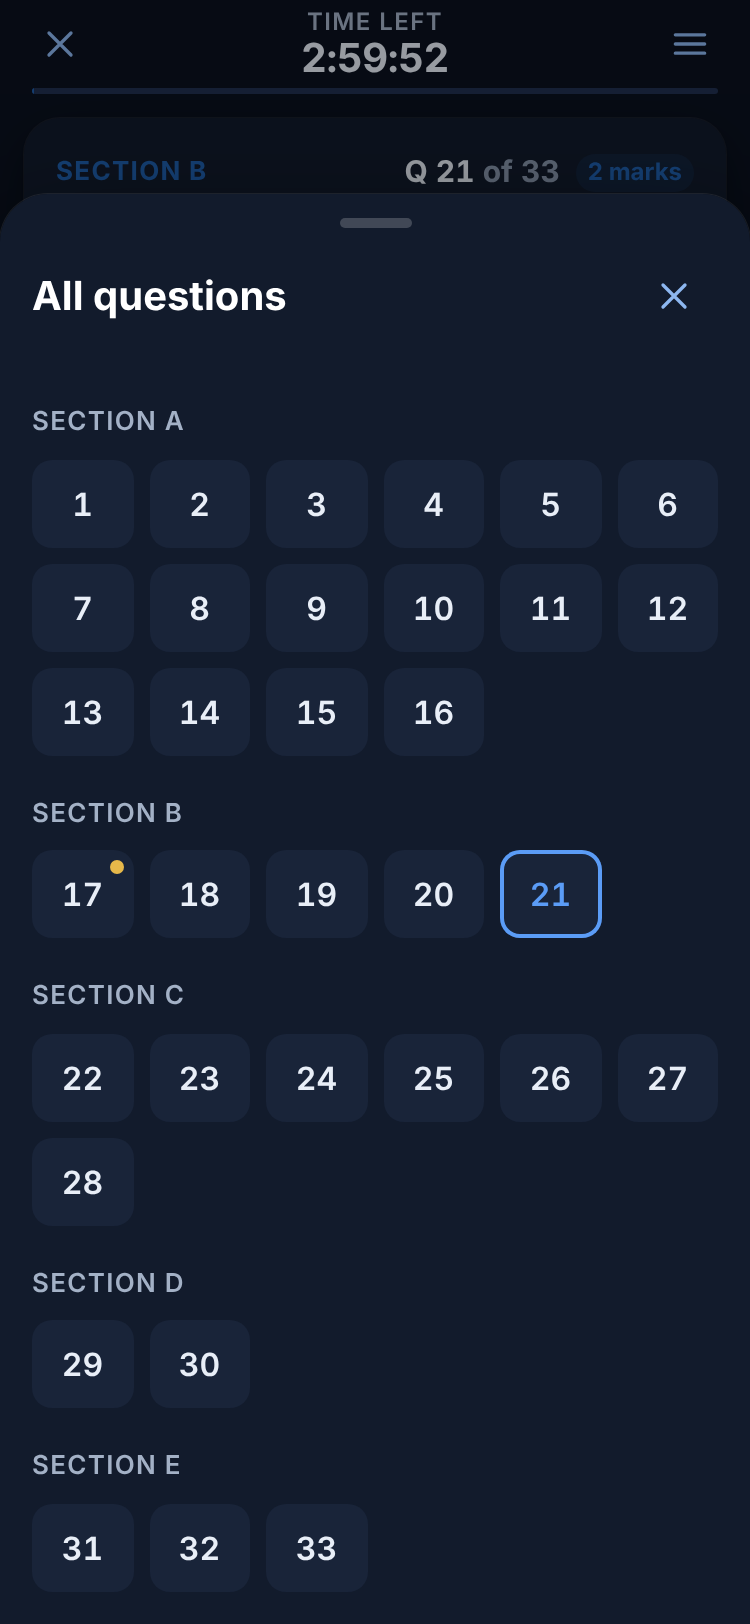 TIME LEFT
2:59:52
SECTION B Q 21 of 33 2 marks
All questions
SECTION A
1 2 3 4 5 6
7 8 9 10 11 12
13 14 15 16
SECTION B
17 18 19 20 21
SECTION C
22 23 24 25 26 27
28
SECTION D
29 30
SECTION E
31 32 33